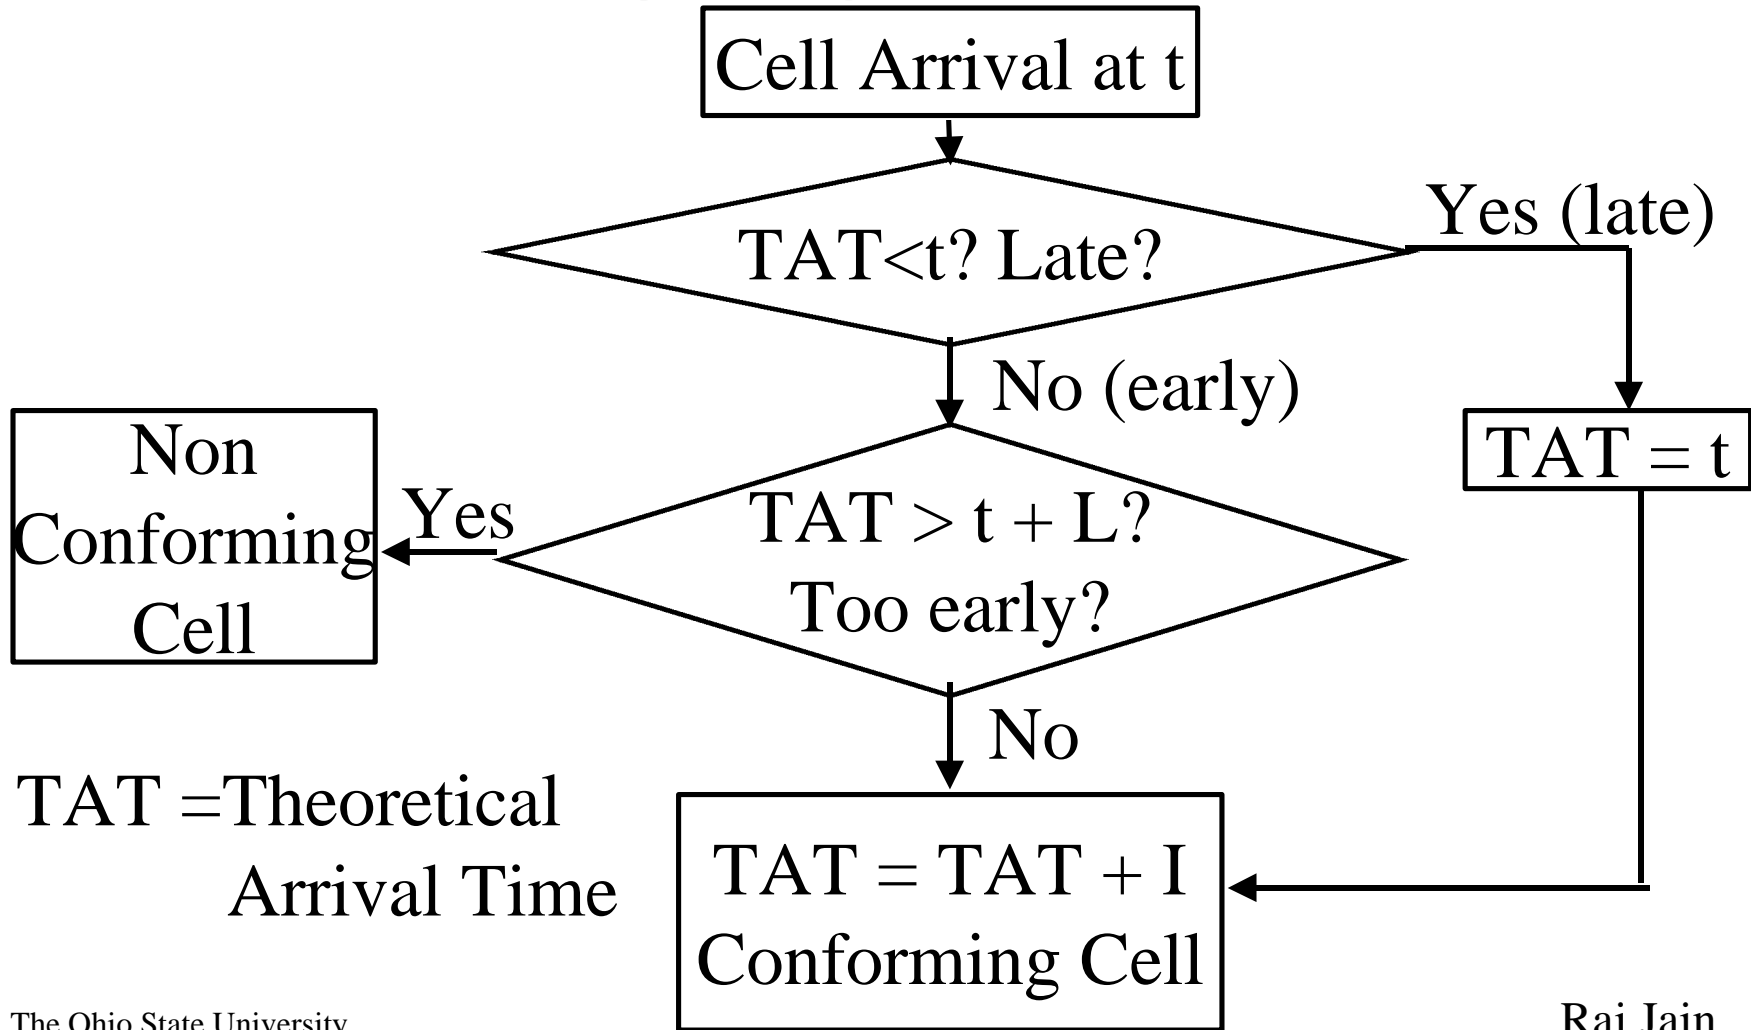 Cell Arrival at t
TAT<t? Late?
Yes (late)
No (early)
TAT = t
Non
Conforming
Cell
Yes
TAT > t + L?
Too early?
No
TAT =Theoretical
Arrival Time
TAT = TAT + I
Conforming Cell
The Ohio State University
Raj Jain